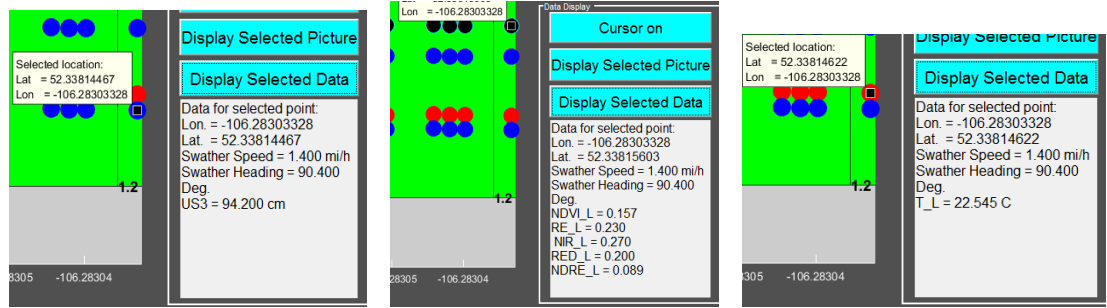 Display Selected Picture
Selected location:
Lat = 52.33814467
Lon = -106.28303328
Display Selected Data
Data for selected point:
Lon. = -106.28303328
Lat. = 52.33814467
Swather Speed = 1.400 mi/h
Swather Heading = 90.400
Deg.
US3 = 94.200 cm
1.2
-106.28304
Lon = -106.28303328
Data Display
Cursor on
Display Selected Picture
Display Selected Data
Data for selected point:
Lon. = -106.28303328
Lat. = 52.33815603
Swather Speed = 1.400 mi/h
Swather Heading = 90.400
Deg.
NDVI_L = 0.157
RE_L = 0.230
NIR_L = 0.270
RED_L = 0.200
NDRE_L = 0.089
1.2
-106.28304
Display Selected Picture
Selected location:
Lat = 52.33814622
Lon = -106.28303328
Display Selected Data
Data for selected point:
Lon. = -106.28303328
Lat. = 52.33814622
Swather Speed = 1.400 mi/h
Swather Heading = 90.400
Deg.
T_L = 22.545 C
1.2
-106.28304